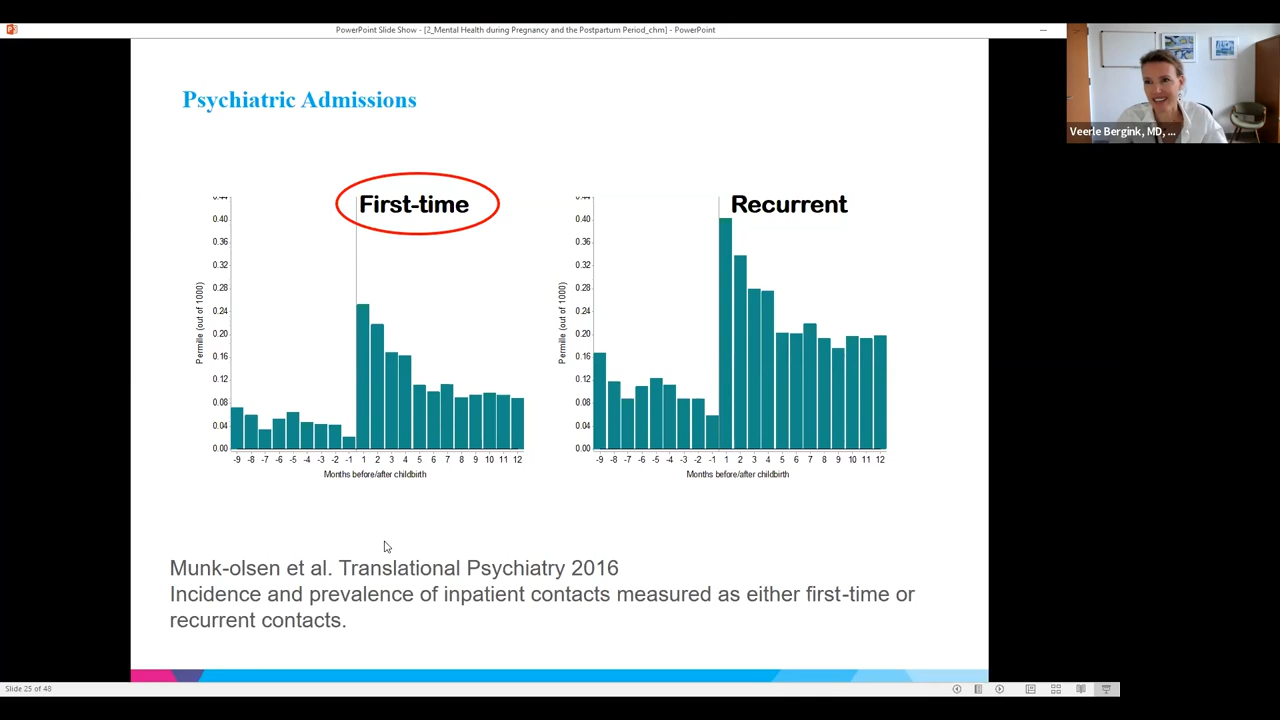 PowerPoint Slide Show - [2_Mental Health during Pregnancy and the Postpartum Period_chm] - PowerPoint
Psychiatric Admissions
Veerle Bergink, MD, ...
First-time
0.44
0.40
0.36
0.32
0.28
0.24
0.20
0.16
0.12
0.08
0.04
0.00
Permille (out of 1000)
-9 -8 -7 -6 -5 -4 -3 -2 -1 1 2 3 4 5 6 7 8 9 10 11 12
Months before/after childbirth
Recurrent
0.44
0.40
0.36
0.32
0.28
0.24
0.20
0.16
0.12
0.08
0.04
0.00
Permille (out of 1000)
-9 -8 -7 -6 -5 -4 -3 -2 -1 1 2 3 4 5 6 7 8 9 10 11 12
Months before/after childbirth
Munk-olsen et al. Translational Psychiatry 2016
Incidence and prevalence of inpatient contacts measured as either first-time or
recurrent contacts.
Slide 25 of 48